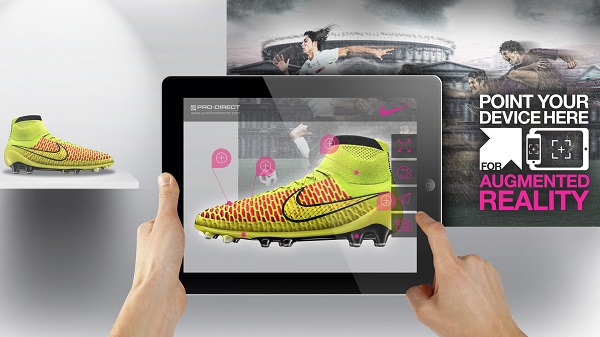 PRO-DIRECT
POINT YOUR
DEVICE HERE
FOR
AUGMENTED
REALITY